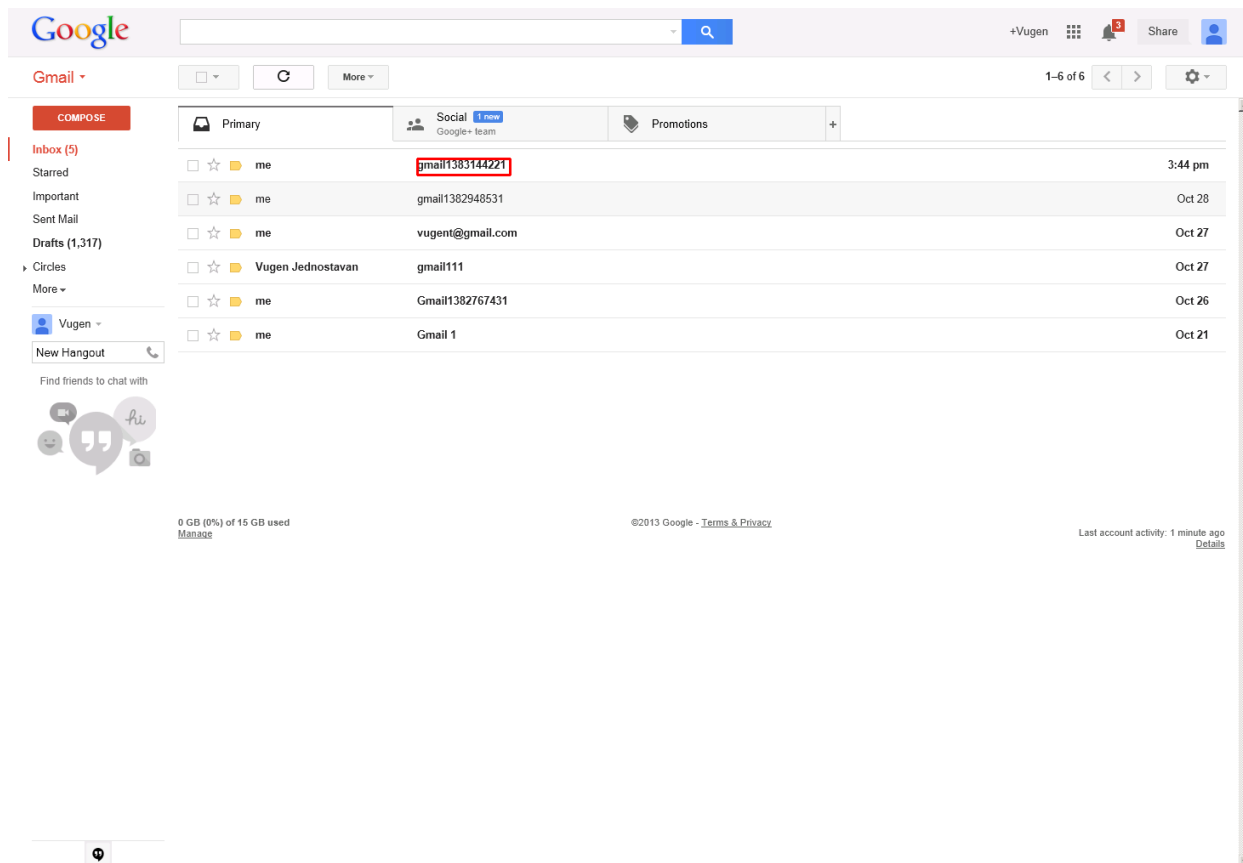 Google
+Vugen 3 Share
Gmail
More
1–6 of 6
COMPOSE
Primary
Social 1 new
Google+ team
Promotions
+
Inbox (5)
Starred
Important
Sent Mail
Drafts (1,317)
Circles
More
me gmail1383144221 3:44 pm
me gmail1382948531 Oct 28
me vugent@gmail.com Oct 27
Vugen Jednostavan gmail111 Oct 27
me Gmail1382767431 Oct 26
me Gmail 1 Oct 21
Vugen
New Hangout
Find friends to chat with
hi
0 GB (0%) of 15 GB used
Manage
©2013 Google - Terms & Privacy
Last account activity: 1 minute ago
Details